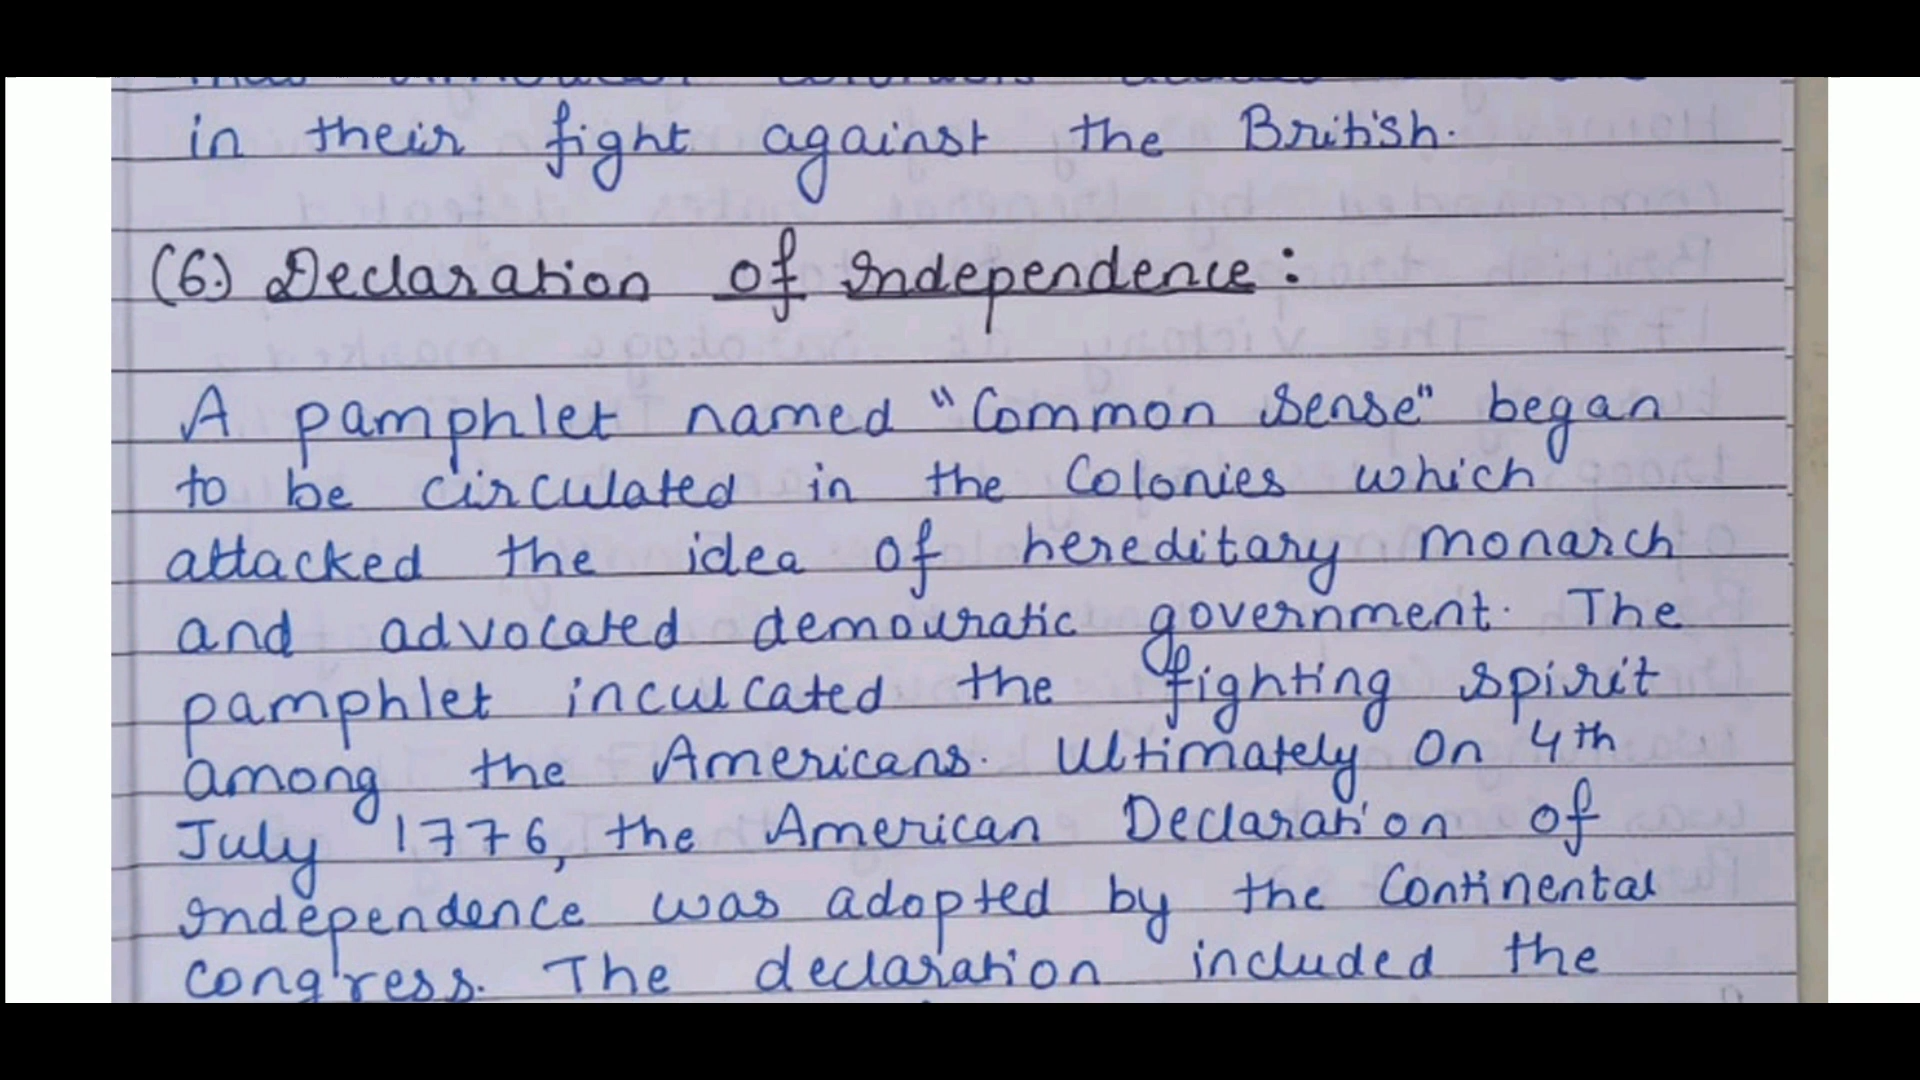 in their fight against the British.
(6.) Declaration of Independence:
A pamphlet named "Common Sense" began
to be circulated in the Colonies which
attacked the idea of hereditary monarch
and advocated democratic government. The
pamphlet inculcated the fighting spirit
among the Americans. Ultimately On 4th
July 1776, the American Declaration of
Independence was adopted by the Continental
Congress. The declaration included the